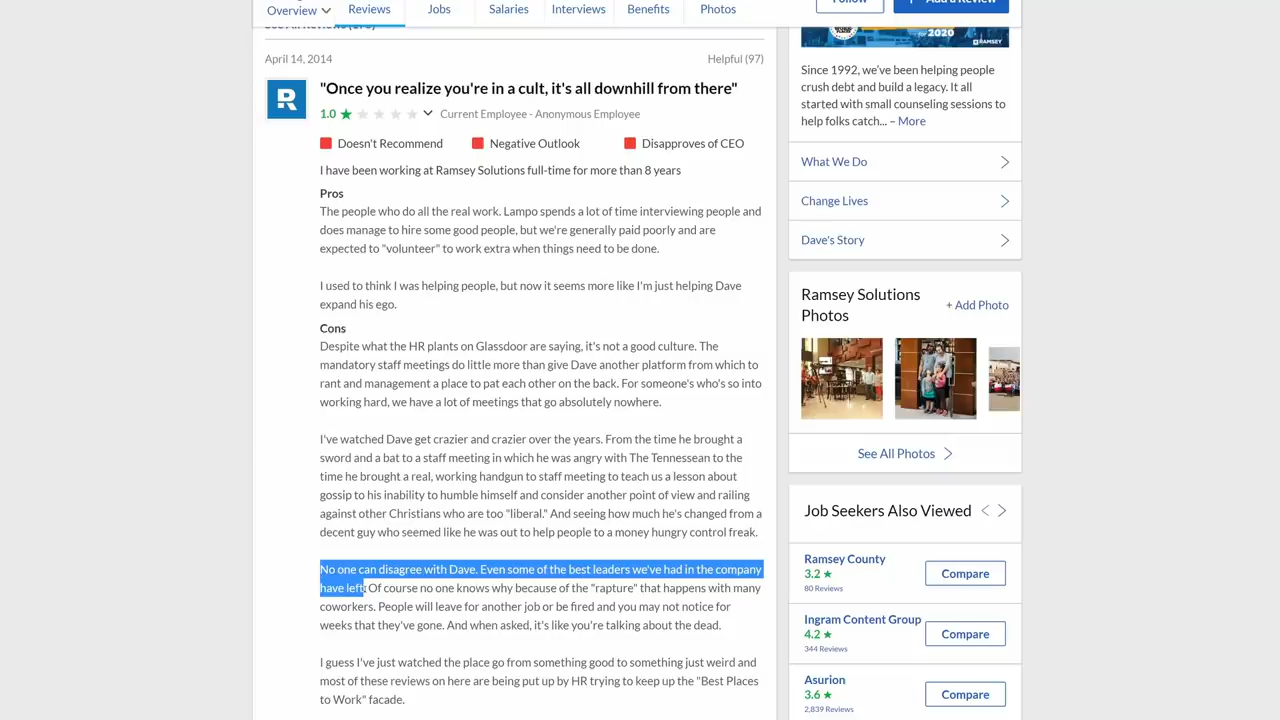 Overview
Reviews
Jobs
Salaries
Interviews
Benefits
Photos
April 14, 2014
Helpful (97)
R
"Once you realize you're in a cult, it's all downhill from there"
1.0 ★ Current Employee - Anonymous Employee
Doesn't Recommend
Negative Outlook
Disapproves of CEO
I have been working at Ramsey Solutions full-time for more than 8 years
Pros
The people who do all the real work. Lampo spends a lot of time interviewing people and
does manage to hire some good people, but we're generally paid poorly and are
expected to "volunteer" to work extra when things need to be done.
I used to think I was helping people, but now it seems more like I'm just helping Dave
expand his ego.
Cons
Despite what the HR plants on Glassdoor are saying, it's not a good culture. The
mandatory staff meetings do little more than give Dave another platform from which to
rant and management a place to pat each other on the back. For someone's who's so into
working hard, we have a lot of meetings that go absolutely nowhere.
I've watched Dave get crazier and crazier over the years. From the time he brought a
sword and a bat to a staff meeting in which he was angry with The Tennessean to the
time he brought a real, working handgun to staff meeting to teach us a lesson about
gossip to his inability to humble himself and consider another point of view and railing
against other Christians who are too "liberal." And seeing how much he's changed from a
decent guy who seemed like he was out to help people to a money hungry control freak.
No one can disagree with Dave. Even some of the best leaders we've had in the company
have left. Of course no one knows why because of the "rapture" that happens with many
coworkers. People will leave for another job or be fired and you may not notice for
weeks that they've gone. And when asked, it's like you're talking about the dead.
I guess I've just watched the place go from something good to something just weird and
most of these reviews on here are being put up by HR trying to keep up the "Best Places
to Work" facade.
for 2020
RAMSEY
Since 1992, we've been helping people
crush debt and build a legacy. It all
started with small counseling sessions to
help folks catch... – More
What We Do
Change Lives
Dave's Story
Ramsey Solutions
Photos
+ Add Photo
See All Photos
Job Seekers Also Viewed
Ramsey County
3.2 ★
80 Reviews
Compare
Ingram Content Group
4.2 ★
344 Reviews
Compare
Asurion
3.6 ★
2,839 Reviews
Compare